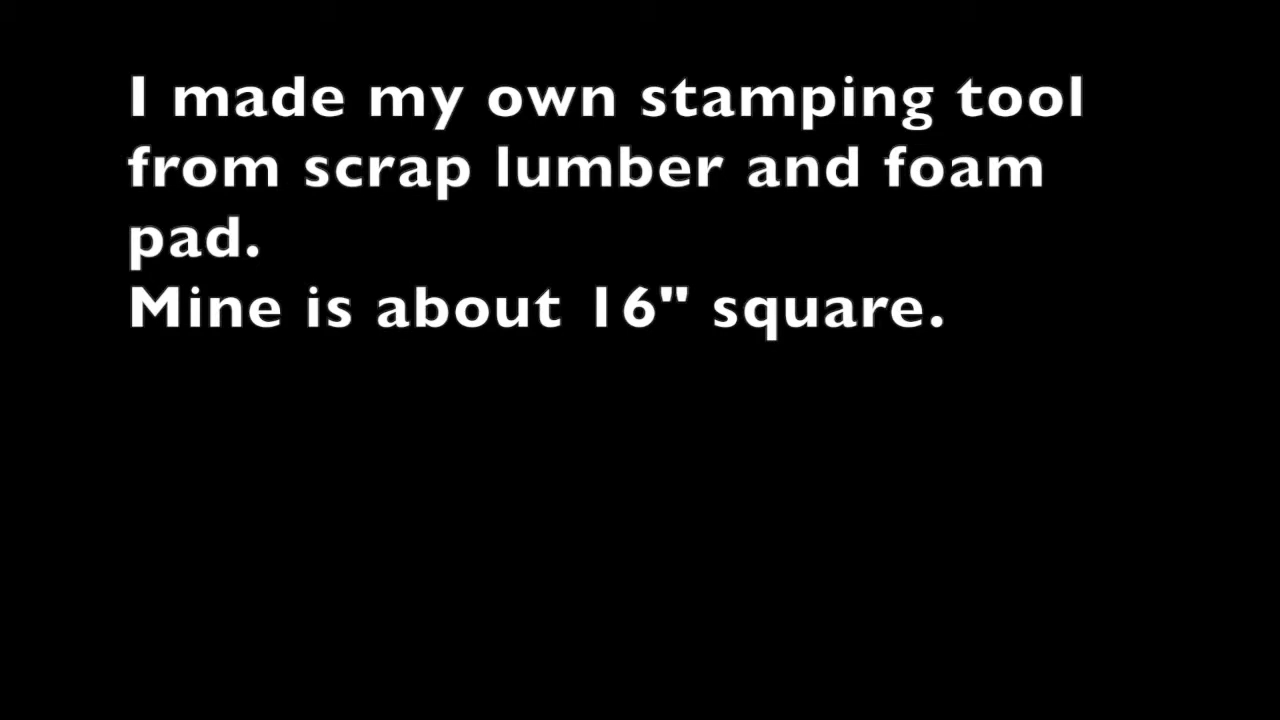 I made my own stamping tool
from scrap lumber and foam
pad.
Mine is about 16" square.